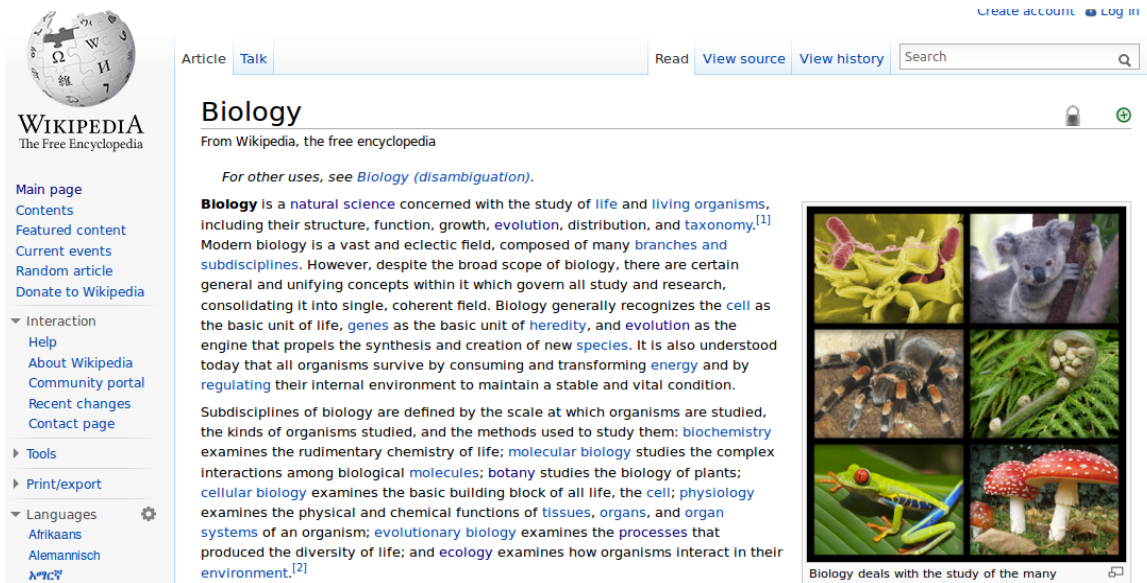 Create account Log in
WIKIPEDIA
The Free Encyclopedia
Article Talk Read View source View history Search
Main page
Contents
Featured content
Current events
Random article
Donate to Wikipedia
Interaction
Help
About Wikipedia
Community portal
Recent changes
Contact page
Tools
Print/export
Languages
Afrikaans
Alemannisch
አማርኛ
Biology
From Wikipedia, the free encyclopedia
For other uses, see Biology (disambiguation).
Biology is a natural science concerned with the study of life and living organisms,
including their structure, function, growth, evolution, distribution, and taxonomy.[1]
Modern biology is a vast and eclectic field, composed of many branches and
subdisciplines. However, despite the broad scope of biology, there are certain
general and unifying concepts within it which govern all study and research,
consolidating it into single, coherent field. Biology generally recognizes the cell as
the basic unit of life, genes as the basic unit of heredity, and evolution as the
engine that propels the synthesis and creation of new species. It is also understood
today that all organisms survive by consuming and transforming energy and by
regulating their internal environment to maintain a stable and vital condition.
Subdisciplines of biology are defined by the scale at which organisms are studied,
the kinds of organisms studied, and the methods used to study them: biochemistry
examines the rudimentary chemistry of life; molecular biology studies the complex
interactions among biological molecules; botany studies the biology of plants;
cellular biology examines the basic building block of all life, the cell; physiology
examines the physical and chemical functions of tissues, organs, and organ
systems of an organism; evolutionary biology examines the processes that
produced the diversity of life; and ecology examines how organisms interact in their
environment.[2]
Biology deals with the study of the many